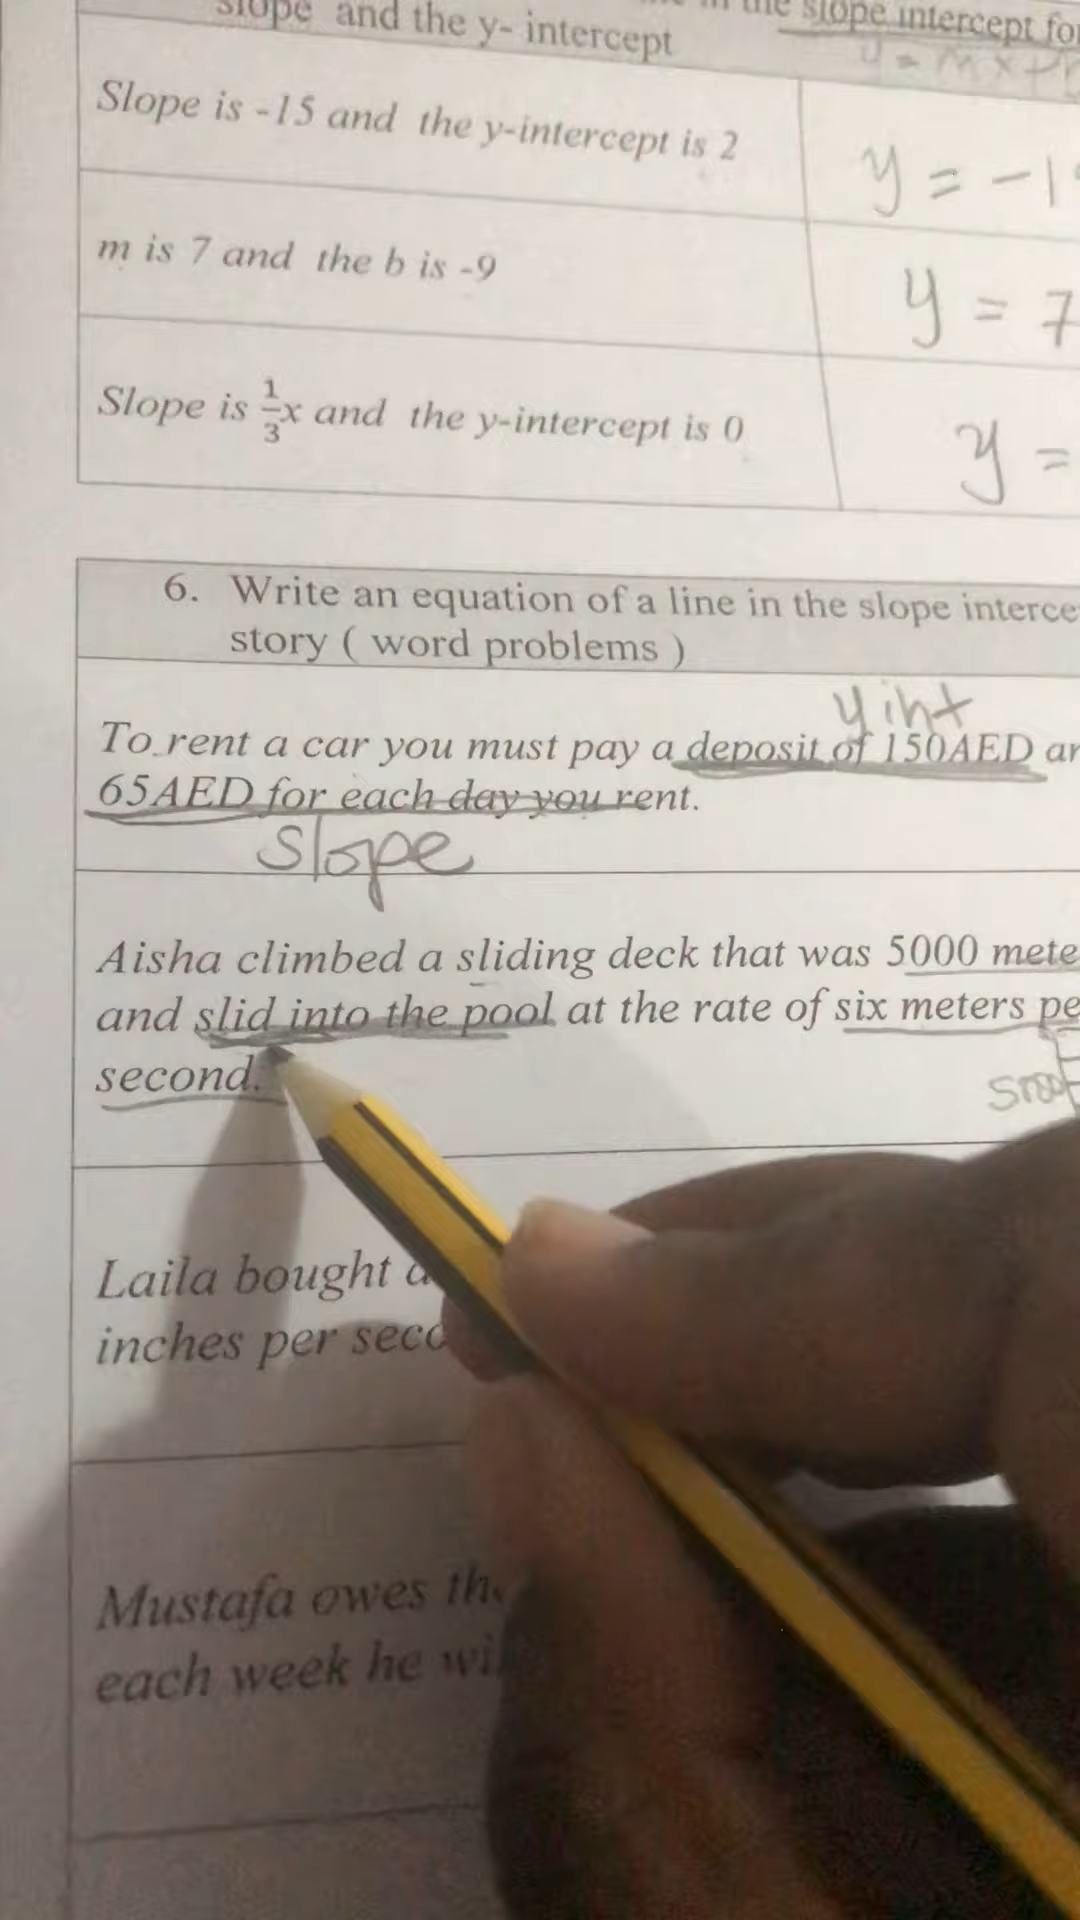 slope and the y- intercept
the slope intercept
y = mx+
Slope is -15 and the y-intercept is 2
y = -1
m is 7 and the b is -9
y = 7
Slope is 1/3x and the y-intercept is 0
y =
6. Write an equation of a line in the slope interce
story ( word problems )
y int
To rent a car you must pay a deposit of 150AED an
65AED for each day you rent.
slope
Aisha climbed a sliding deck that was 5000 mete
and slid into the pool at the rate of six meters pe
second.
Laila bought a
inches per sec
Mustafa owes th
each week he wi